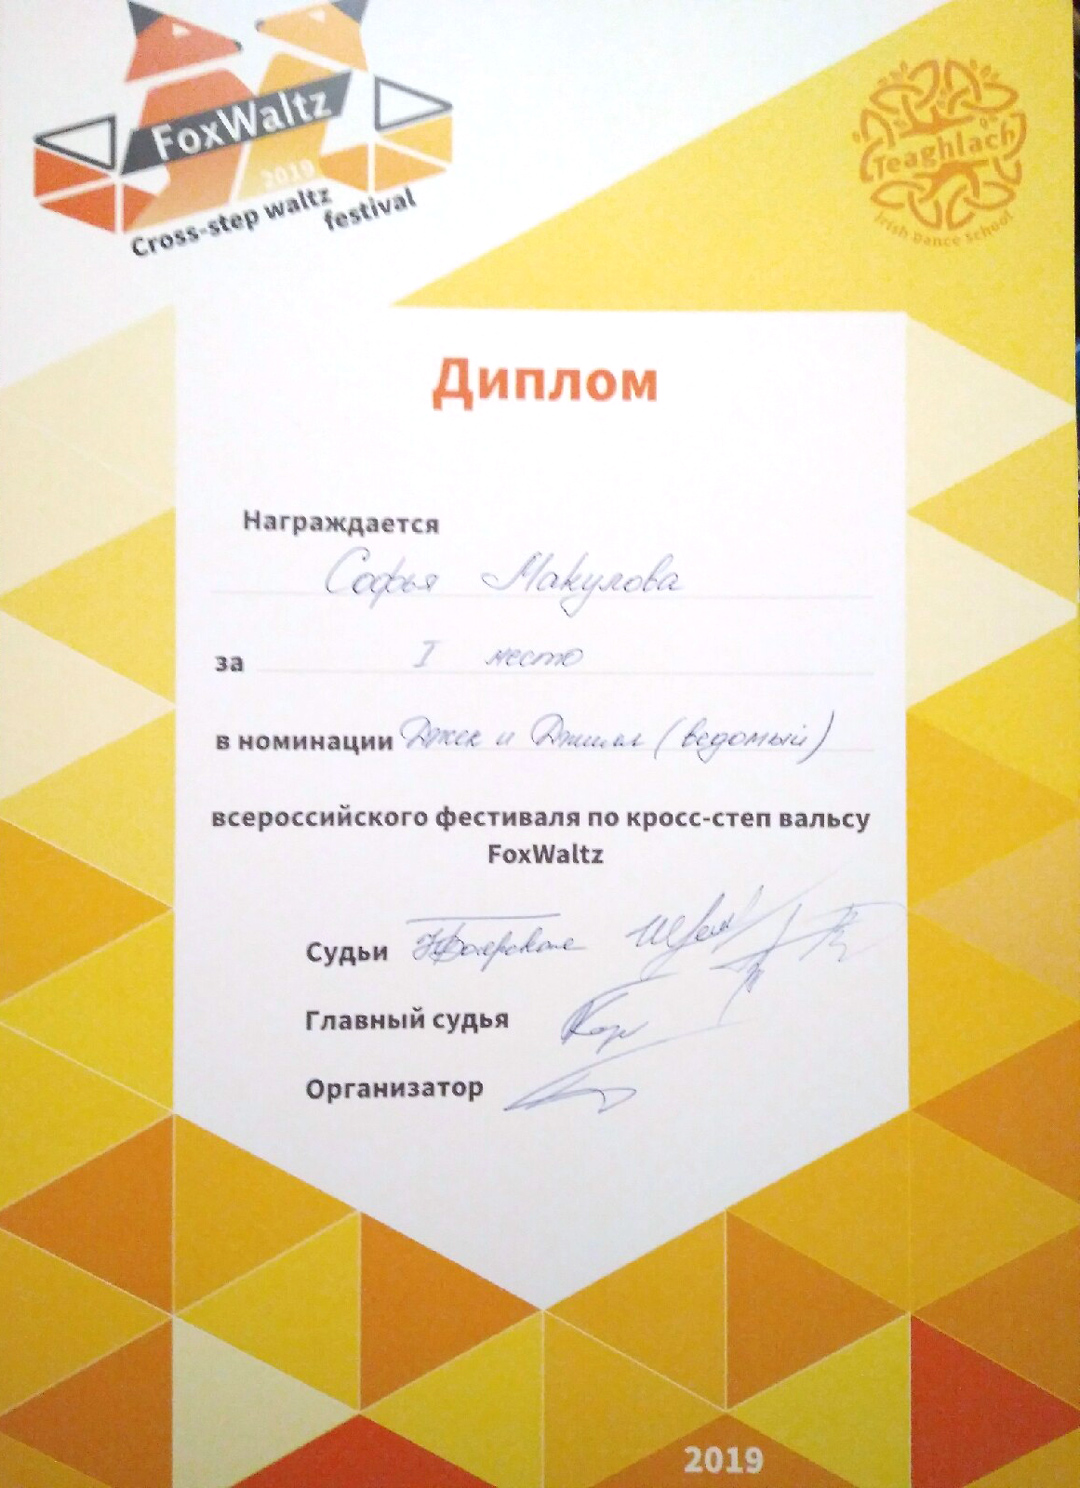 FoxWaltz
2019
Cross-step waltz
festival
Teaghlach
Irish Dance School
Диплом
Награждается
Софья Макулова
за I место
в номинации Джек и Джилл (ведомый)
всероссийского фестиваля по кросс-степ вальсу
FoxWaltz
Судьи
Главный судья
Организатор
2019